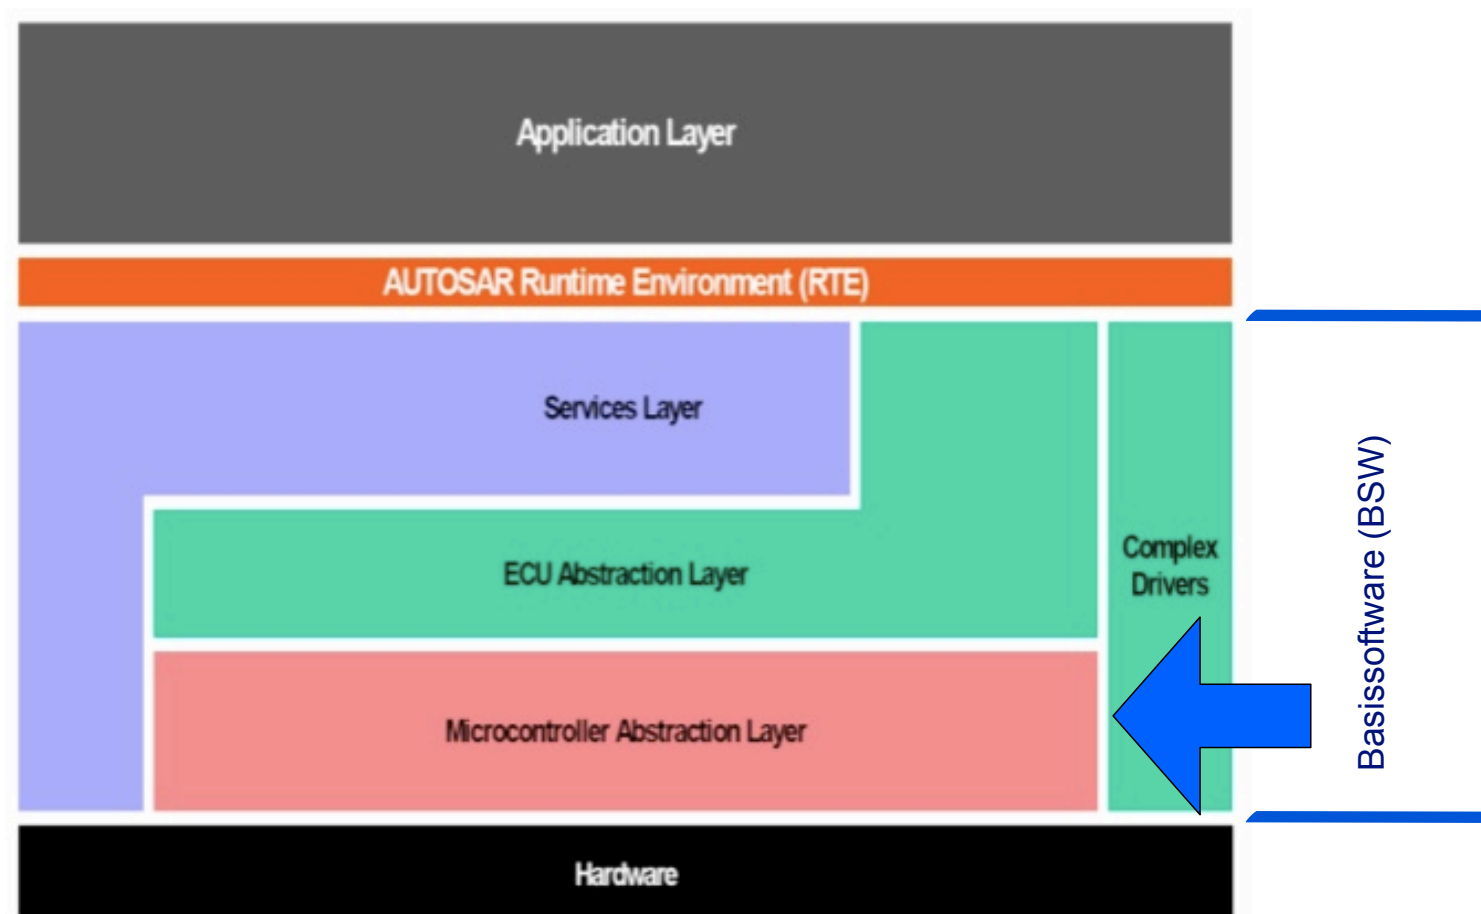 Application Layer
AUTOSAR Runtime Environment (RTE)
Services Layer
ECU Abstraction Layer
Complex
Drivers
Microcontroller Abstraction Layer
Hardware
Basissoftware (BSW)